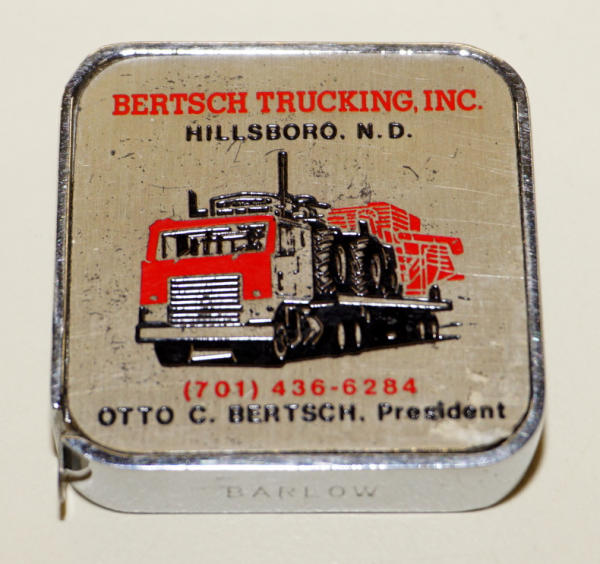 BERTSCH TRUCKING, INC.
HILLSBORO, N.D.
(701) 436-6284
OTTO C. BERTSCH, President
BARLOW